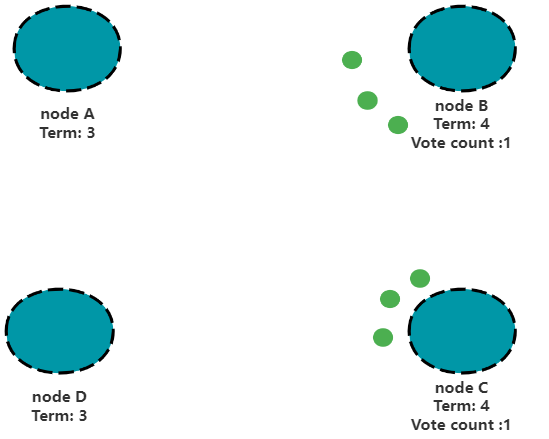 node A
Term: 3
node B
Term: 4
Vote count :1
node D
Term: 3
node C
Term: 4
Vote count :1